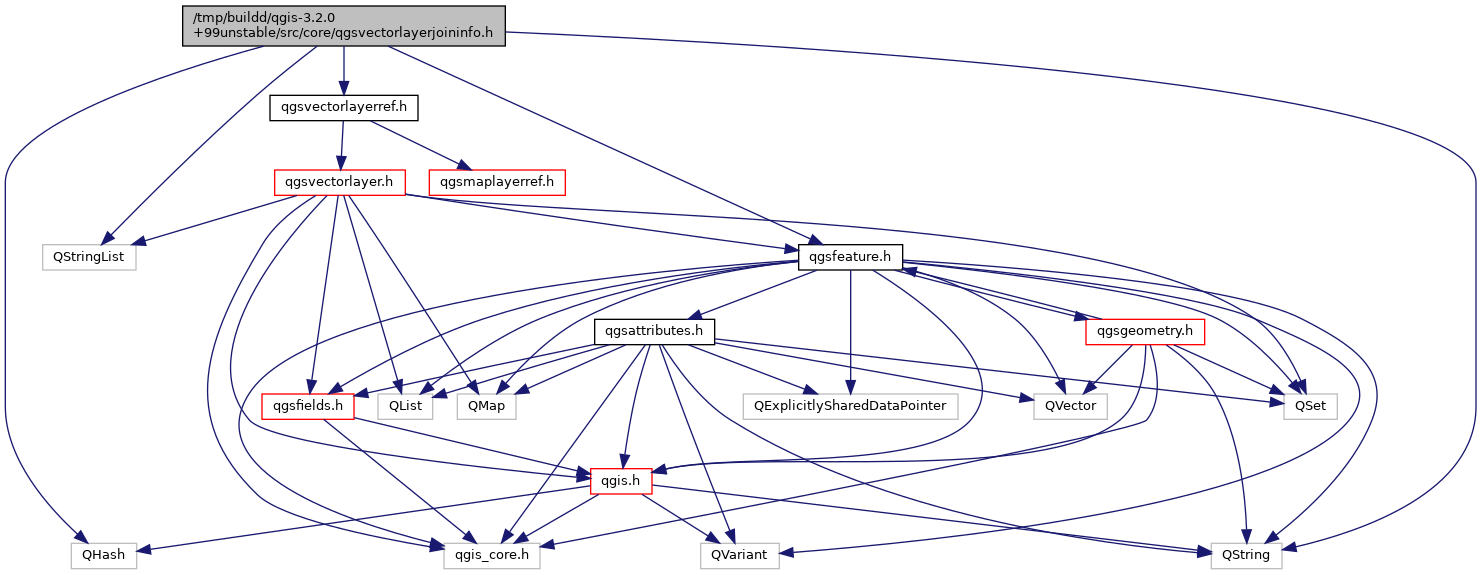 /tmp/buildd/qgis-3.2.0
+99unstable/src/core/qgsvectorlayerjoininfo.h
qgsvectorlayerref.h
qgsvectorlayer.h
qgsmaplayerref.h
QStringList
qgsfeature.h
qgsattributes.h
qgsgeometry.h
qgsfields.h
QList
QMap
QExplicitlySharedDataPointer
QVector
QSet
qgis.h
QHash
qgis_core.h
QVariant
QString